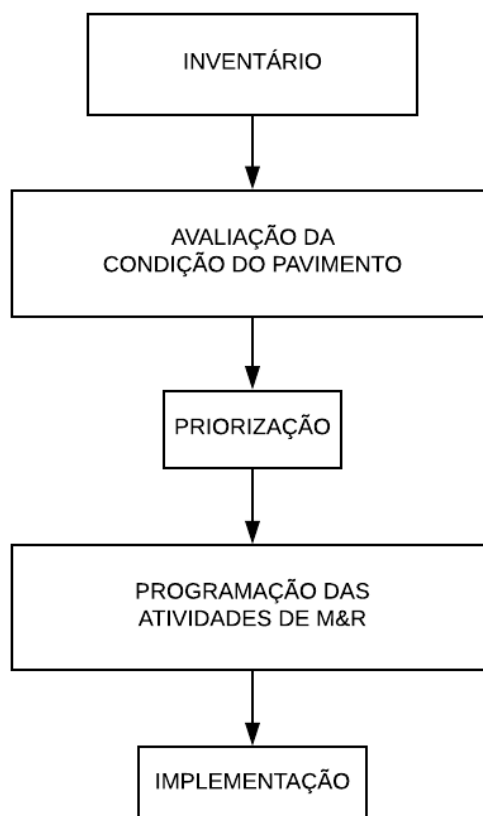 INVENTÁRIO
AVALIAÇÃO DA
CONDIÇÃO DO PAVIMENTO
PRIORIZAÇÃO
PROGRAMAÇÃO DAS
ATIVIDADES DE M&R
IMPLEMENTAÇÃO